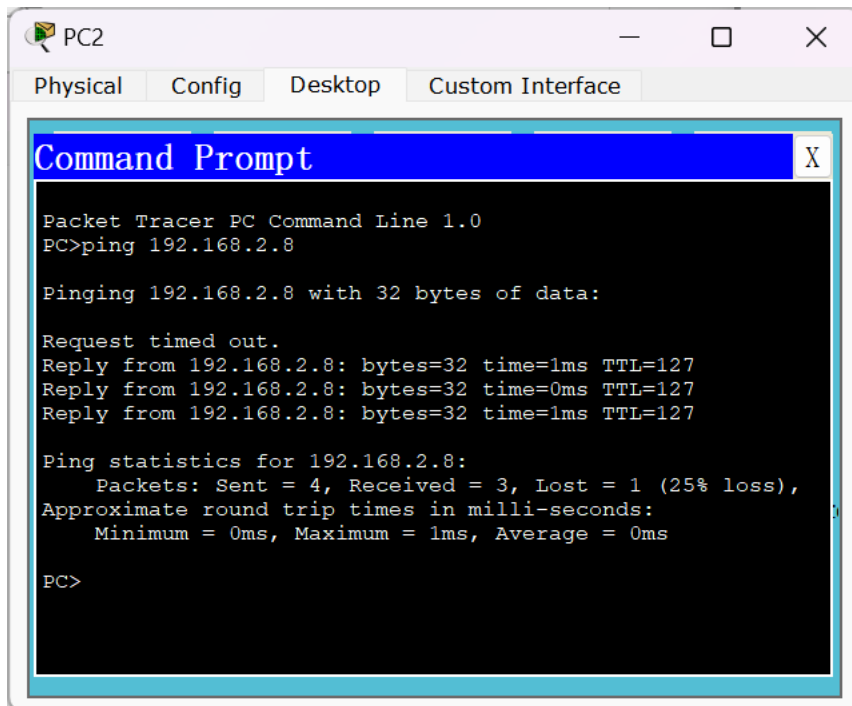 PC2
Physical Config Desktop Custom Interface
Command Prompt X
Packet Tracer PC Command Line 1.0
PC>ping 192.168.2.8
Pinging 192.168.2.8 with 32 bytes of data:
Request timed out.
Reply from 192.168.2.8: bytes=32 time=1ms TTL=127
Reply from 192.168.2.8: bytes=32 time=0ms TTL=127
Reply from 192.168.2.8: bytes=32 time=1ms TTL=127
Ping statistics for 192.168.2.8:
Packets: Sent = 4, Received = 3, Lost = 1 (25% loss),
Approximate round trip times in milli-seconds:
Minimum = 0ms, Maximum = 1ms, Average = 0ms
PC>